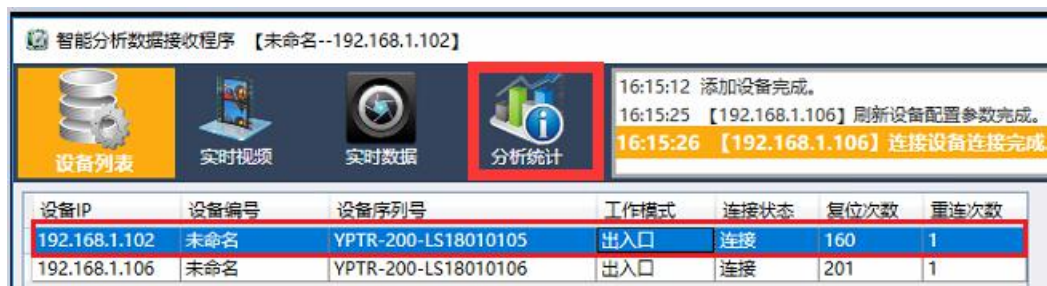 智能分析数据接收程序 【未命名--192.168.1.102】
设备列表 实时视频 实时数据 分析统计
16:15:12 添加设备完成。
16:15:25 【192.168.1.106】刷新设备配置参数完成。
16:15:26 【192.168.1.106】连接设备连接完成
设备IP 设备编号 设备序列号 工作模式 连接状态 复位次数 重连次数
192.168.1.102 未命名 YPTR-200-LS18010105 出入口 连接 160 1
192.168.1.106 未命名 YPTR-200-LS18010106 出入口 连接 201 1